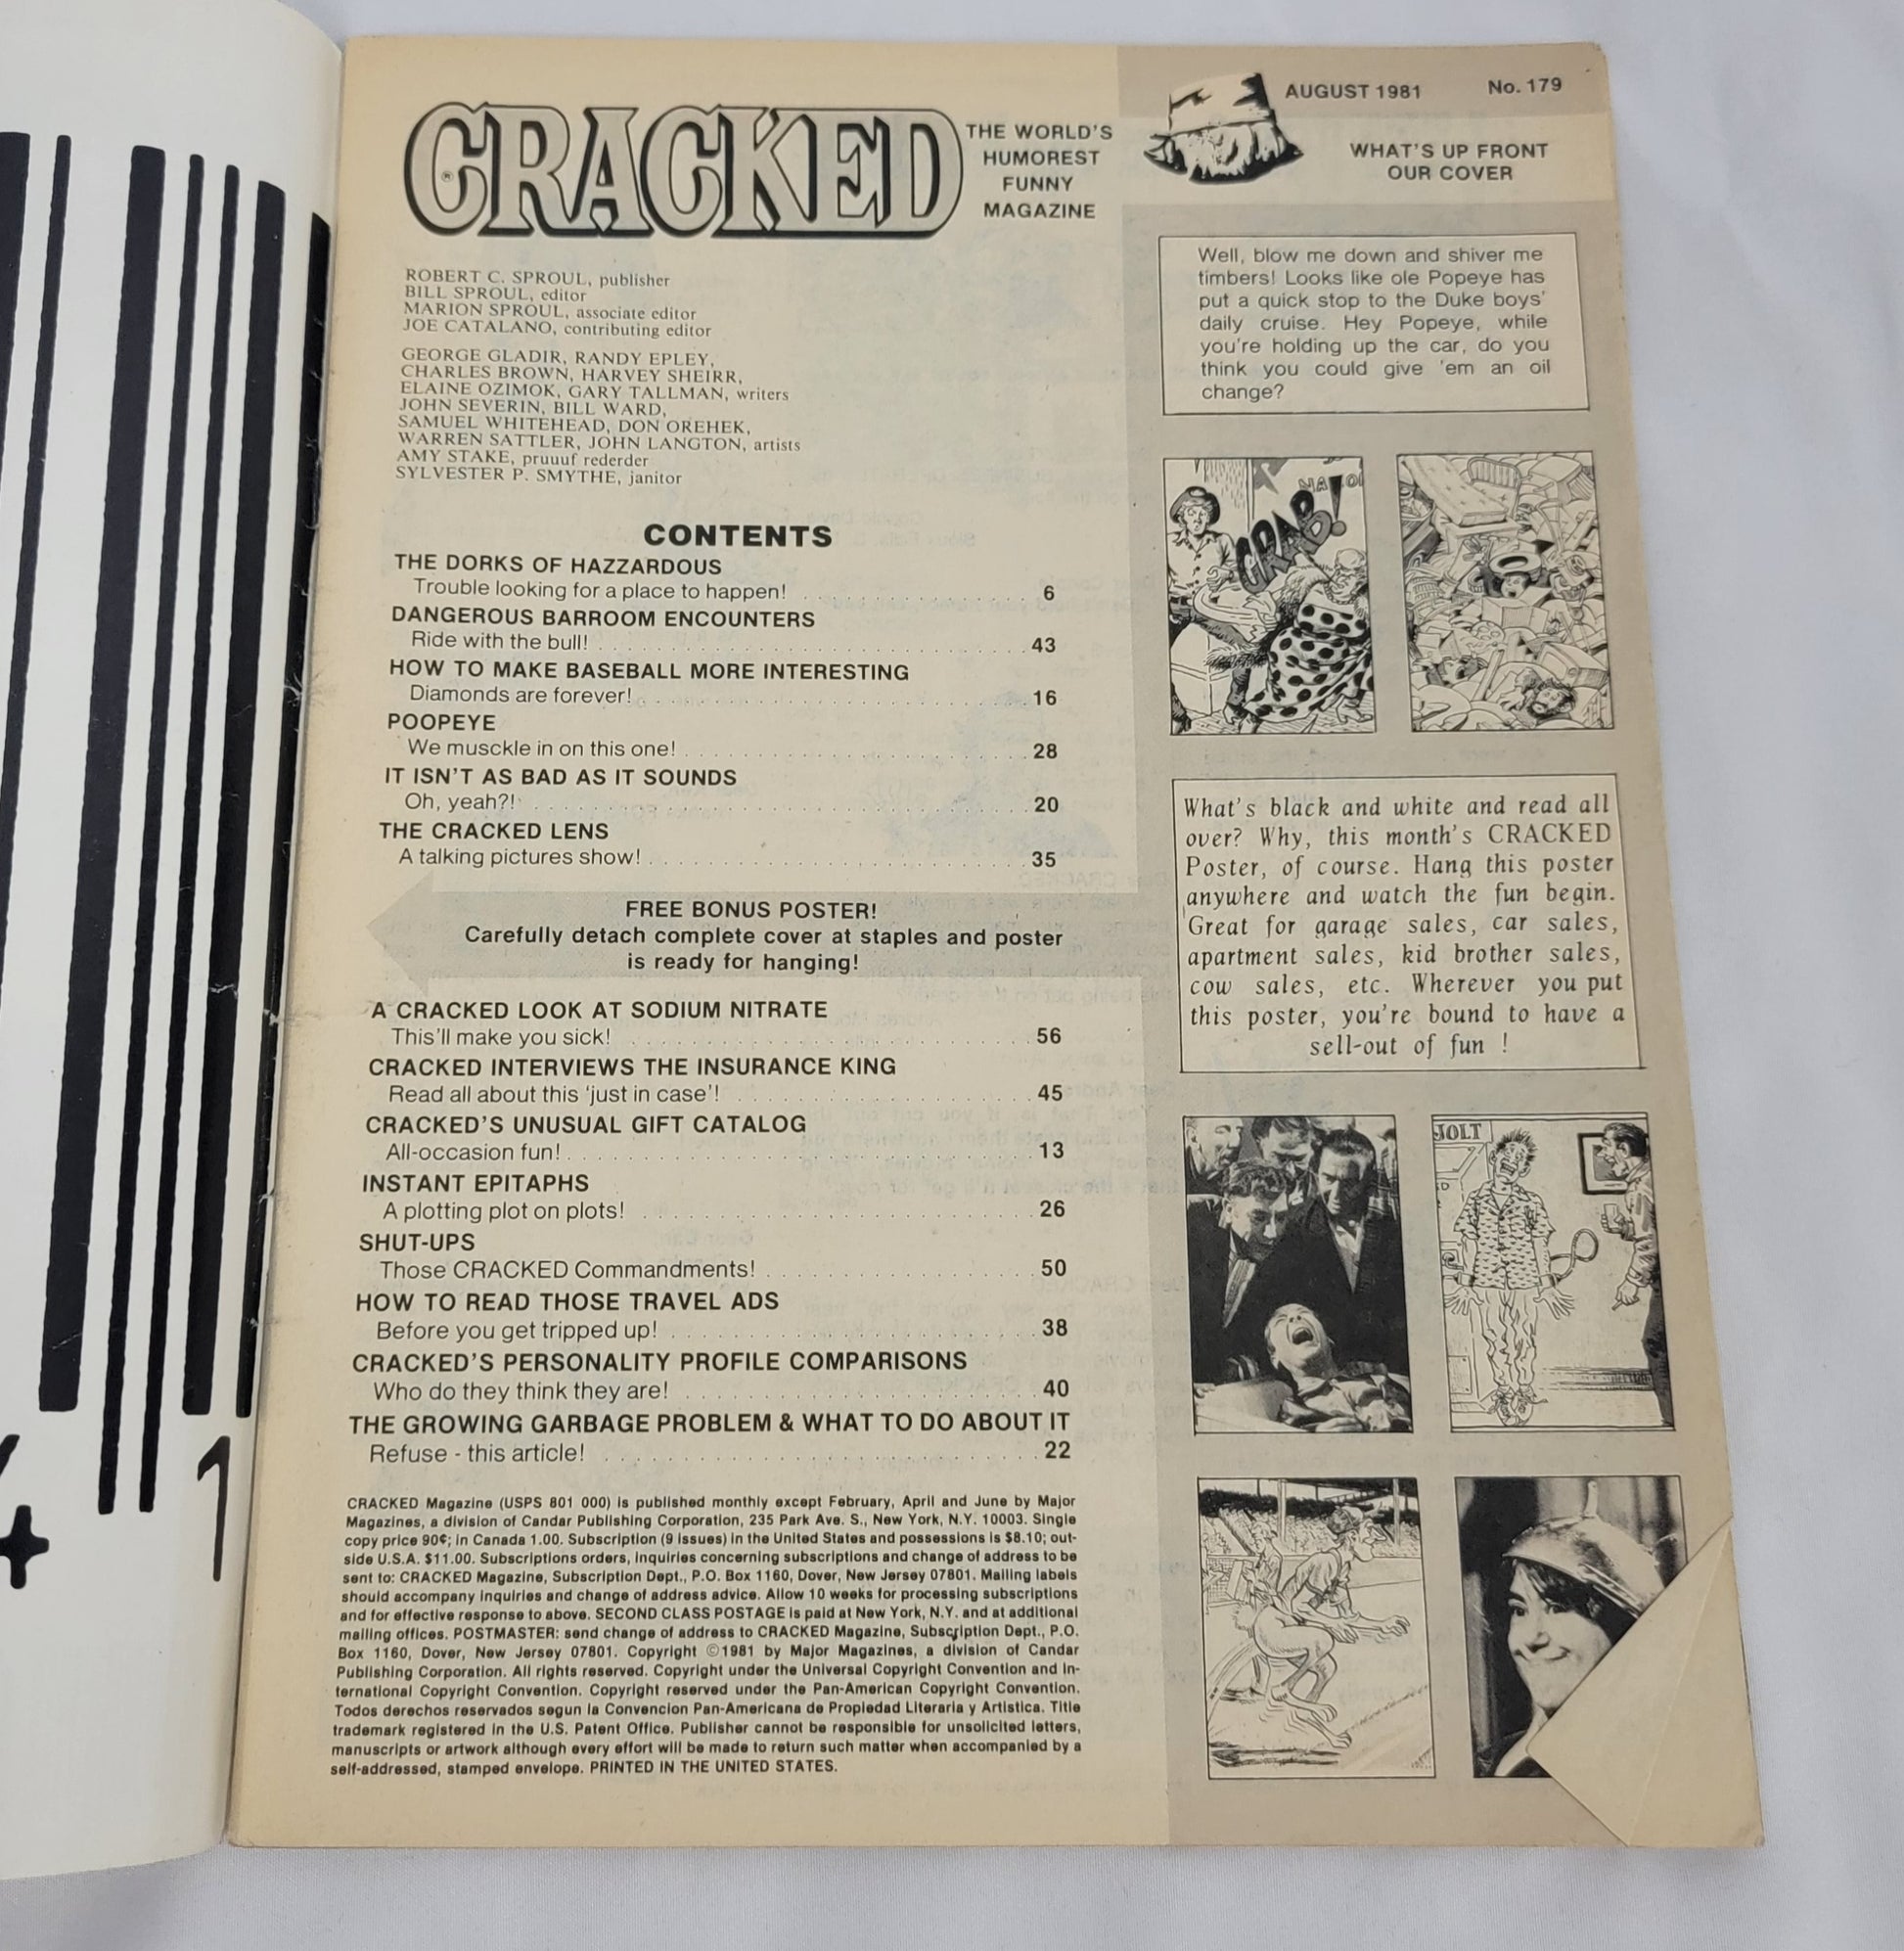 CRACKED
THE WORLD'S
HUMOREST
FUNNY
MAGAZINE
AUGUST 1981 No. 179
WHAT'S UP FRONT
OUR COVER
ROBERT C. SPROUL, publisher
BILL SPROUL, editor
MARION SPROUL, associate editor
JOE CATALANO, contributing editor
GEORGE GLADIR, RANDY EPLEY,
CHARLES BROWN, HARVEY SHEIRR,
ELAINE OZIMOK, GARY TALLMAN, writers
JOHN SEVERIN, BILL WARD,
SAMUEL WHITEHEAD, DON OREHEK,
WARREN SATTLER, JOHN LANGTON, artists
AMY STAKE, pruuuf rederder
SYLVESTER P. SMYTHE, janitor
CONTENTS
THE DORKS OF HAZZARDOUS
Trouble looking for a place to happen! 6
DANGEROUS BARROOM ENCOUNTERS
Ride with the bull! 43
HOW TO MAKE BASEBALL MORE INTERESTING
Diamonds are forever! 16
POOPEYE
We musckle in on this one! 28
IT ISN'T AS BAD AS IT SOUNDS
Oh, yeah?! 20
THE CRACKED LENS
A talking pictures show! 35
FREE BONUS POSTER!
Carefully detach complete cover at staples and poster
is ready for hanging!
A CRACKED LOOK AT SODIUM NITRATE
This'll make you sick! 56
CRACKED INTERVIEWS THE INSURANCE KING
Read all about this 'just in case'! 45
CRACKED'S UNUSUAL GIFT CATALOG
All-occasion fun! 13
INSTANT EPITAPHS
A plotting plot on plots! 26
SHUT-UPS
Those CRACKED Commandments! 50
HOW TO READ THOSE TRAVEL ADS
Before you get tripped up! 38
CRACKED'S PERSONALITY PROFILE COMPARISONS
Who do they think they are! 40
THE GROWING GARBAGE PROBLEM & WHAT TO DO ABOUT IT
Refuse - this article! 22
CRACKED Magazine (USPS 801 000) is published monthly except February, April and June by Major
Magazines, a division of Candar Publishing Corporation, 235 Park Ave. S., New York, N.Y. 10003. Single
copy price 90¢; in Canada 1.00. Subscription (9 issues) in the United States and possessions is $8.10; out-
side U.S.A. $11.00. Subscriptions orders, inquiries concerning subscriptions and change of address to be
sent to: CRACKED Magazine, Subscription Dept., P.O. Box 1160, Dover, New Jersey 07801. Mailing labels
should accompany inquiries and change of address advice. Allow 10 weeks for processing subscriptions
and for effective response to above. SECOND CLASS POSTAGE is paid at New York, N.Y. and at additional
mailing offices. POSTMASTER: send change of address to CRACKED Magazine, Subscription Dept., P.O.
Box 1160, Dover, New Jersey 07801. Copyright ©1981 by Major Magazines, a division of Candar
Publishing Corporation. All rights reserved. Copyright under the Universal Copyright Convention and In-
ternational Copyright Convention. Copyright reserved under the Pan-American Copyright Convention.
Todos derechos reservados segun la Convencion Pan-Americana de Propiedad Literaria y Artistica. Title
trademark registered in the U.S. Patent Office. Publisher cannot be responsible for unsolicited letters,
manuscripts or artwork although every effort will be made to return such matter when accompanied by a
self-addressed, stamped envelope. PRINTED IN THE UNITED STATES.
Well, blow me down and shiver me
timbers! Looks like ole Popeye has
put a quick stop to the Duke boys'
daily cruise. Hey Popeye, while
you're holding up the car, do you
think you could give 'em an oil
change?
GRAB!
What's black and white and read all
over? Why, this month's CRACKED
Poster, of course. Hang this poster
anywhere and watch the fun begin.
Great for garage sales, car sales,
apartment sales, kid brother sales,
cow sales, etc. Wherever you put
this poster, you're bound to have a
sell-out of fun !
JOLT
4 1